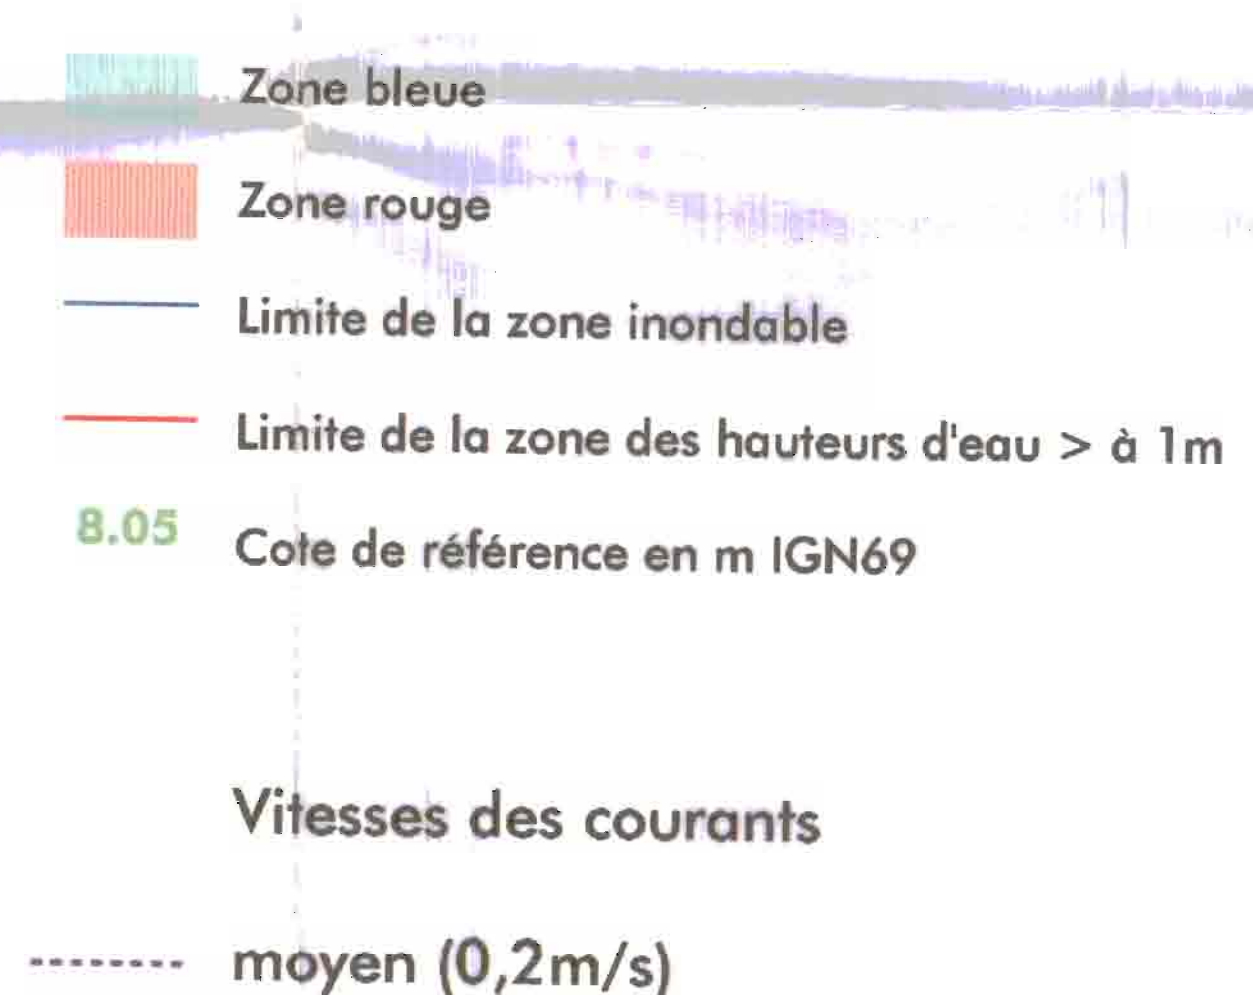 Zone bleue
Zone rouge
Limite de la zone inondable
Limite de la zone des hauteurs d'eau > à 1m
8.05 Cote de référence en m IGN69
Vitesses des courants
moyen (0,2m/s)